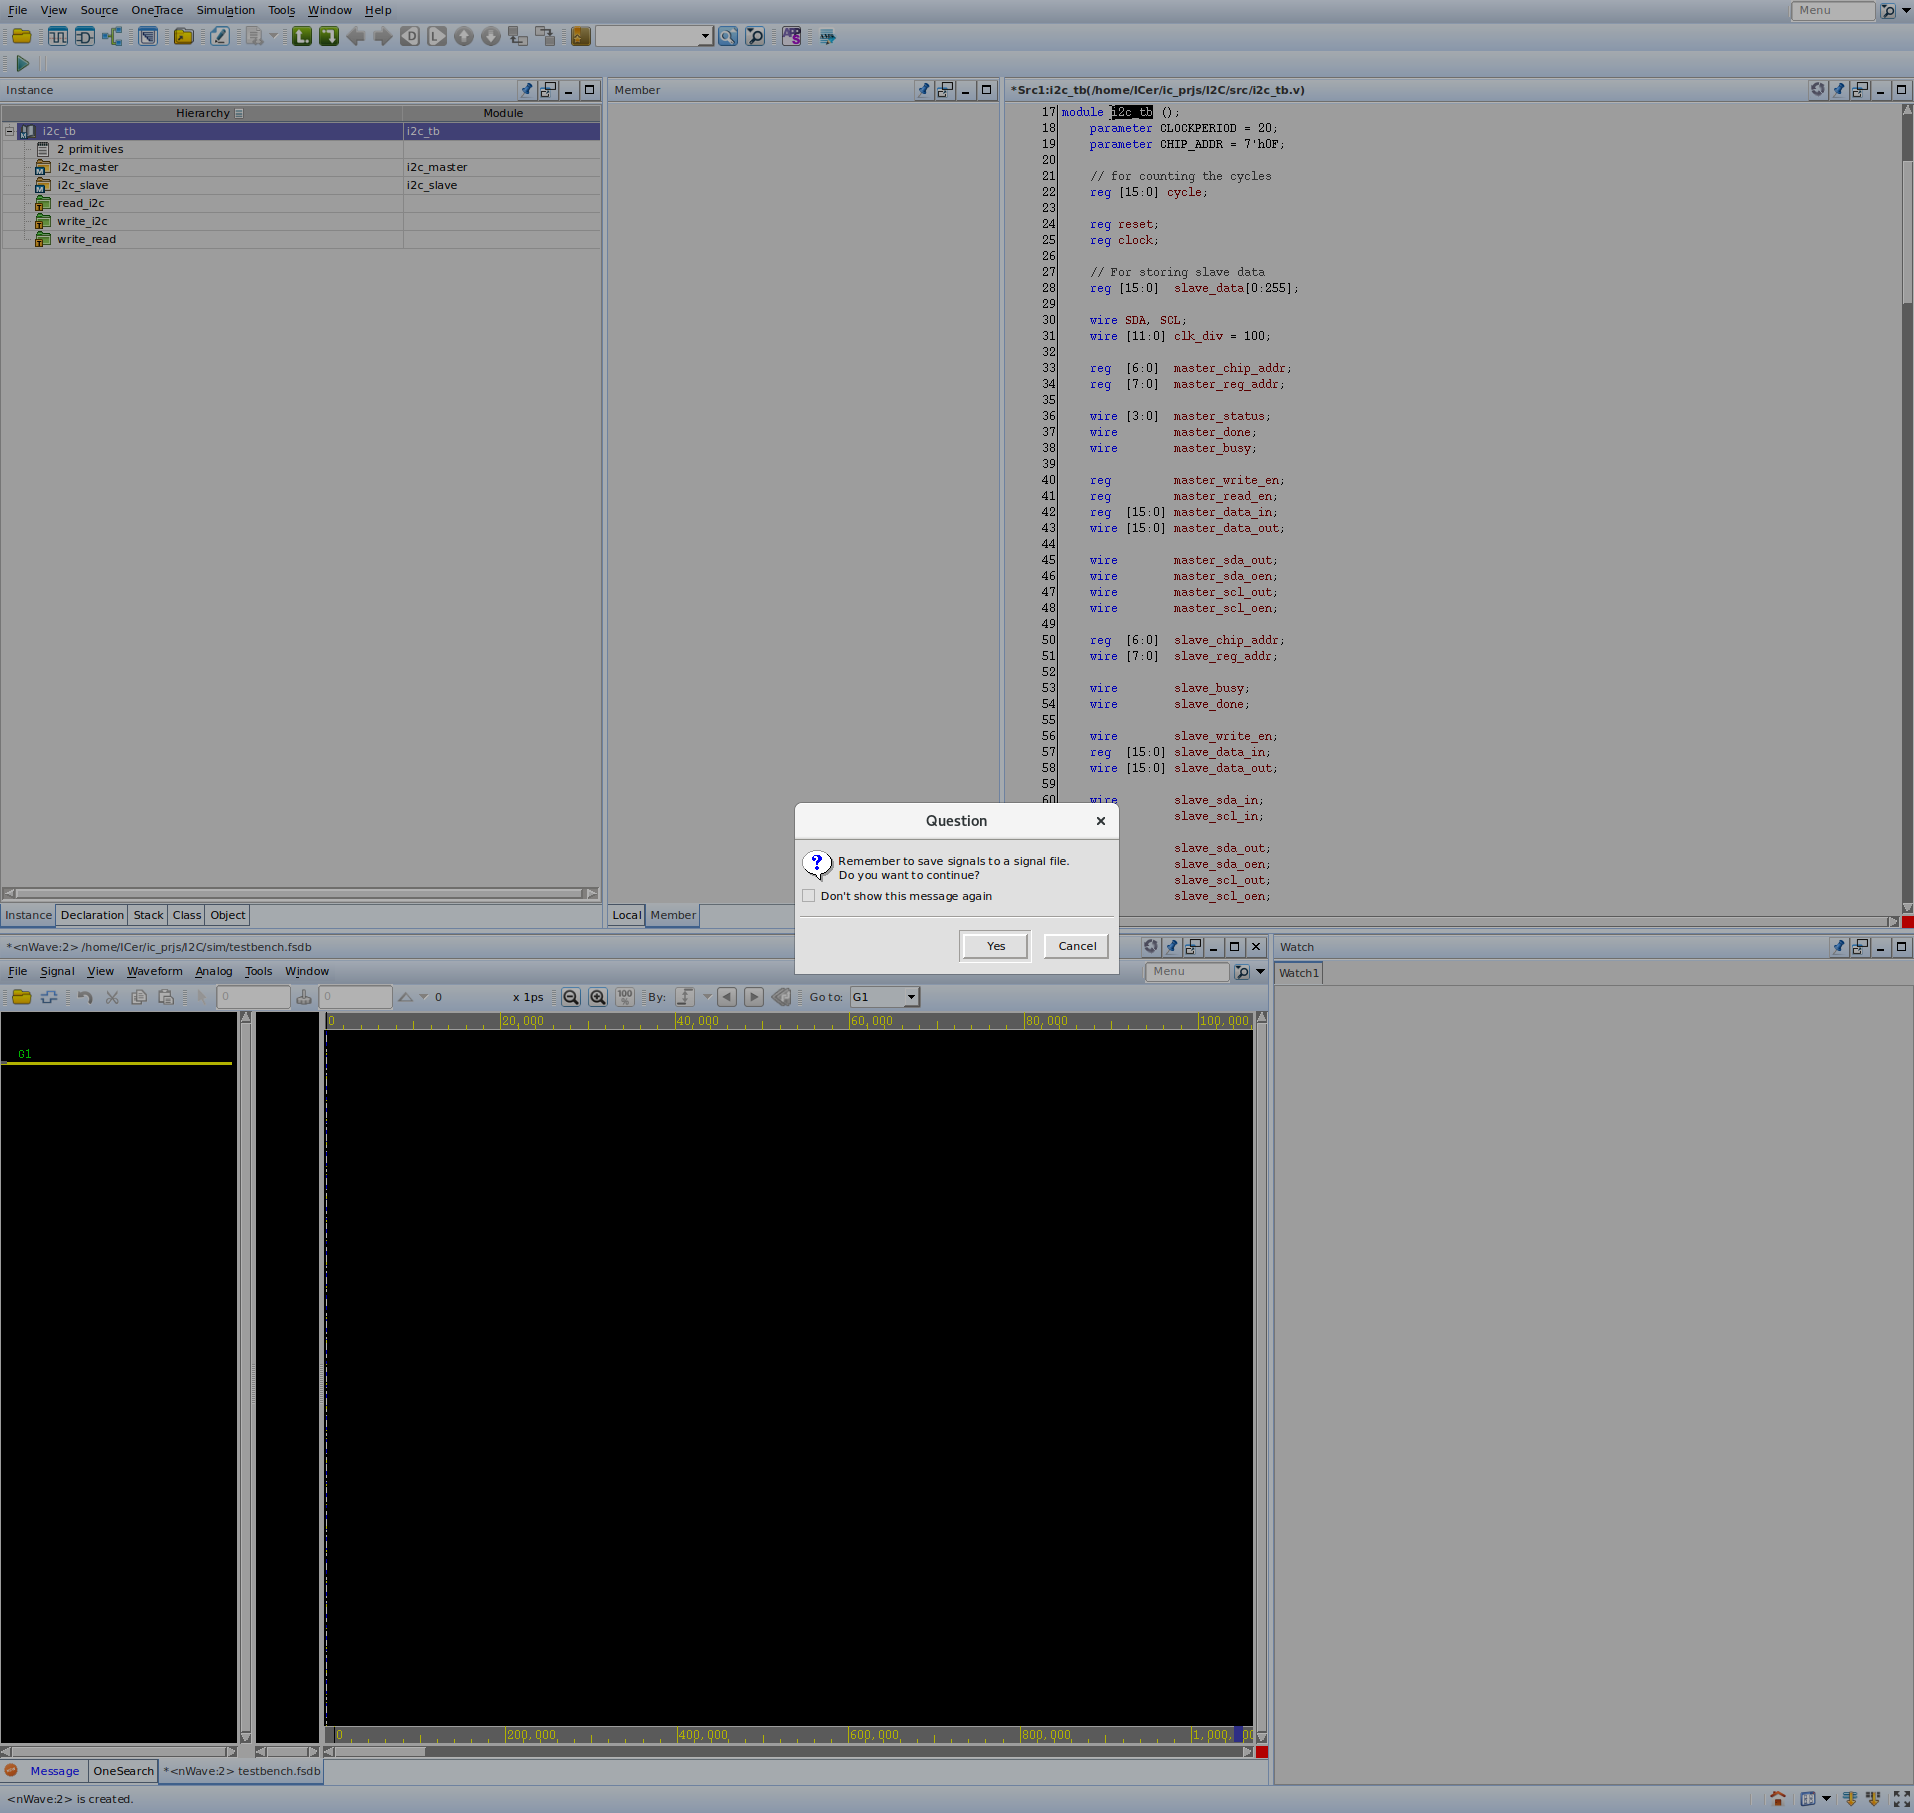 File View Source OneTrace Simulation Tools Window Help Menu
Instance
Hierarchy Module
i2c_tb i2c_tb
2 primitives
i2c_master i2c_master
i2c_slave i2c_slave
read_i2c
write_i2c
write_read
Instance Declaration Stack Class Object
Member
Local Member
*Src1:i2c_tb(/home/ICer/ic_prjs/I2C/src/i2c_tb.v)
17 module i2c_tb ();
18 parameter CLOCKPERIOD = 20;
19 parameter CHIP_ADDR = 7'h0F;
20
21 // for counting the cycles
22 reg [15:0] cycle;
23
24 reg reset;
25 reg clock;
26
27 // For storing slave data
28 reg [15:0] slave_data[0:255];
29
30 wire SDA, SCL;
31 wire [11:0] clk_div = 100;
32
33 reg [6:0] master_chip_addr;
34 reg [7:0] master_reg_addr;
35
36 wire [3:0] master_status;
37 wire master_done;
38 wire master_busy;
39
40 reg master_write_en;
41 reg master_read_en;
42 reg [15:0] master_data_in;
43 wire [15:0] master_data_out;
44
45 wire master_sda_out;
46 wire master_sda_oen;
47 wire master_scl_out;
48 wire master_scl_oen;
49
50 reg [6:0] slave_chip_addr;
51 wire [7:0] slave_reg_addr;
52
53 wire slave_busy;
54 wire slave_done;
55
56 wire slave_write_en;
57 reg [15:0] slave_data_in;
58 wire [15:0] slave_data_out;
59
60 wire slave_sda_in;
slave_scl_in;
slave_sda_out;
slave_sda_oen;
slave_scl_out;
slave_scl_oen;
Question
Remember to save signals to a signal file.
Do you want to continue?
Don't show this message again
Yes Cancel
*<nWave:2> /home/ICer/ic_prjs/I2C/sim/testbench.fsdb
File Signal View Waveform Analog Tools Window Menu
0 0 0 x 1ps 100% By: Go to: G1
0 20,000 40,000 60,000 80,000 100,000
G1
0 200,000 400,000 600,000 800,000 1,000,
Watch
Watch1
Message OneSearch *<nWave:2> testbench.fsdb
<nWave:2> is created.